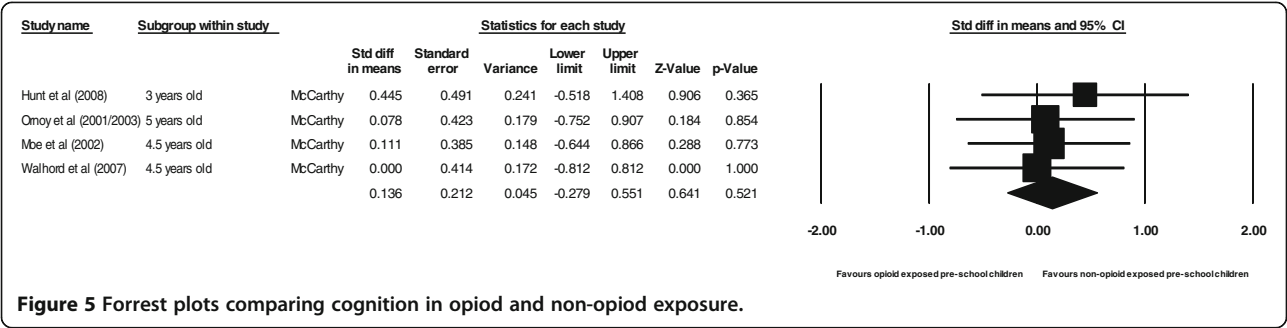 Study name Subgroup within study Statistics for each study Std diff in means and 95% CI
Std diff Standard Lower Upper
in means error Variance limit limit Z-Value p-Value
Hunt et al (2008) 3 years old McCarthy 0.445 0.491 0.241 -0.518 1.408 0.906 0.365
Ornoy et al (2001/2003) 5 years old 0.078 0.423 0.179 -0.752 0.907 0.184 0.854
Moe et al (2002) 4.5 years old McCarthy 0.111 0.385 0.148 -0.644 0.866 0.288 0.773
Walhord et al (2007) 4.5 years old McCarthy 0.000 0.414 0.172 -0.812 0.812 0.000 1.000
0.136 0.212 0.045 -0.279 0.551 0.641 0.521
-2.00 -1.00 0.00 1.00 2.00
Favours opioid exposed pre-school children Favours non-opioid exposed pre-school children
Figure 5 Forrest plots comparing cognition in opiod and non-opiod exposure.